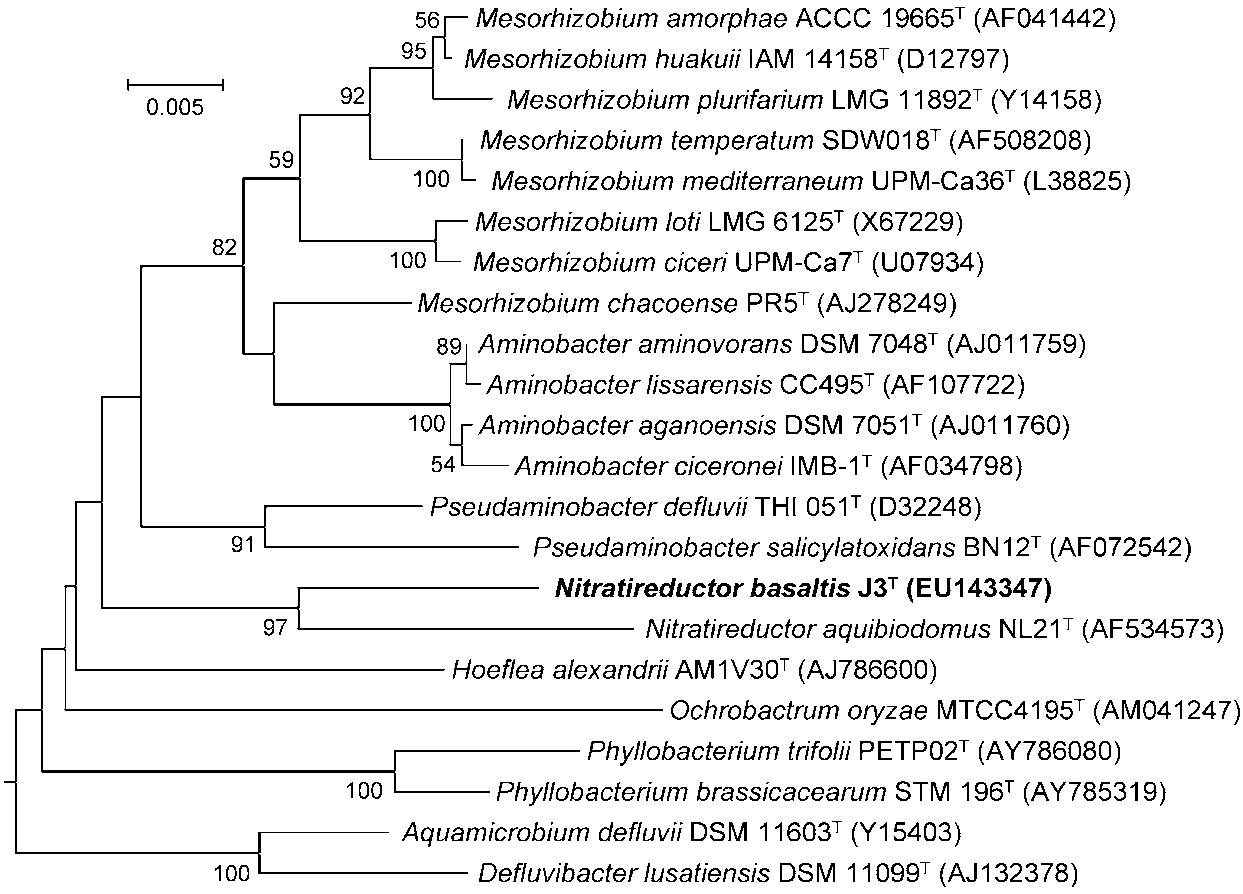 56
Mesorhizobium amorphae ACCC 19665ᵀ (AF041442)
95
Mesorhizobium huakuii IAM 14158ᵀ (D12797)
0.005
92
Mesorhizobium plurifarium LMG 11892ᵀ (Y14158)
Mesorhizobium temperatum SDW018ᵀ (AF508208)
59
100
Mesorhizobium mediterraneum UPM-Ca36ᵀ (L38825)
Mesorhizobium loti LMG 6125ᵀ (X67229)
82
100
Mesorhizobium ciceri UPM-Ca7ᵀ (U07934)
Mesorhizobium chacoense PR5ᵀ (AJ278249)
89
Aminobacter aminovorans DSM 7048ᵀ (AJ011759)
Aminobacter lissarensis CC495ᵀ (AF107722)
100
Aminobacter aganoensis DSM 7051ᵀ (AJ011760)
54
Aminobacter ciceronei IMB-1ᵀ (AF034798)
Pseudaminobacter defluvii THI 051ᵀ (D32248)
91
Pseudaminobacter salicylatoxidans BN12ᵀ (AF072542)
Nitratireductor basaltis J3ᵀ (EU143347)
97
Nitratireductor aquibiodomus NL21ᵀ (AF534573)
Hoeflea alexandrii AM1V30ᵀ (AJ786600)
Ochrobactrum oryzae MTCC4195ᵀ (AM041247)
Phyllobacterium trifolii PETP02ᵀ (AY786080)
100
Phyllobacterium brassicacearum STM 196ᵀ (AY785319)
Aquamicrobium defluvii DSM 11603ᵀ (Y15403)
100
Defluvibacter lusatiensis DSM 11099ᵀ (AJ132378)